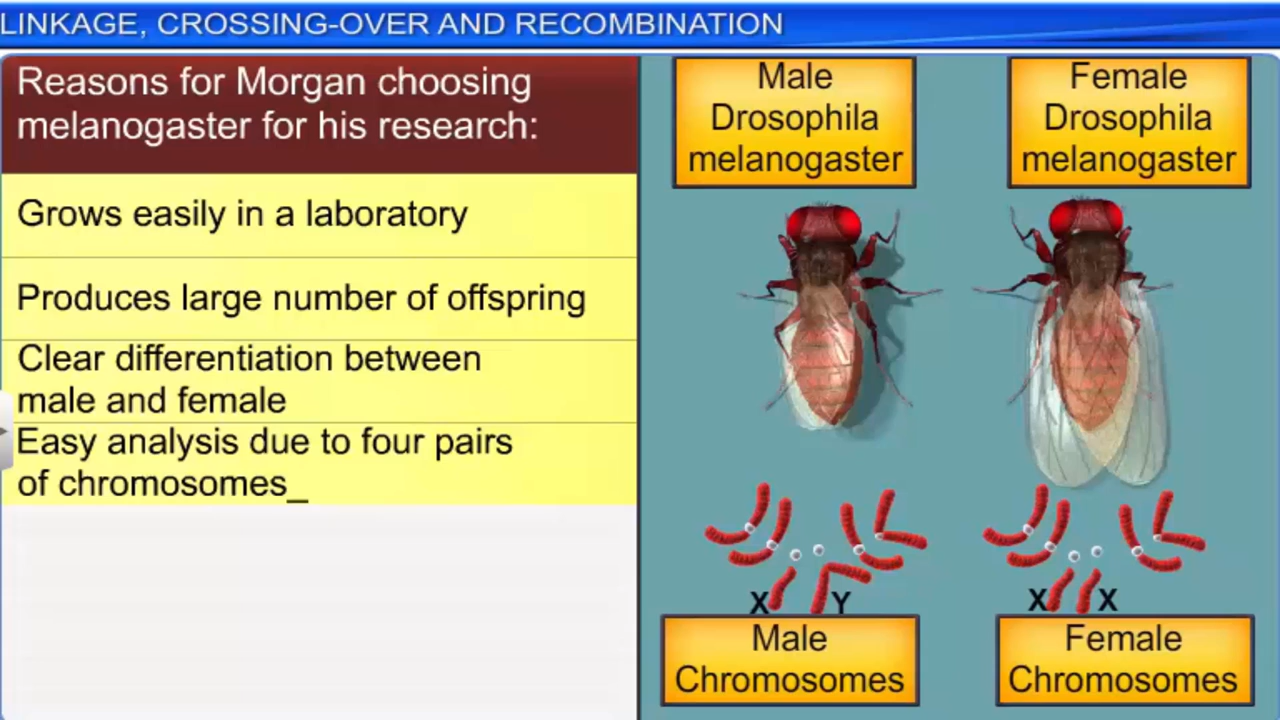 LINKAGE, CROSSING-OVER AND RECOMBINATION
Reasons for Morgan choosing
melanogaster for his research:
Grows easily in a laboratory
Produces large number of offspring
Clear differentiation between
male and female
Easy analysis due to four pairs
of chromosomes_
Male
Drosophila
melanogaster
Female
Drosophila
melanogaster
X Y
X X
Male
Chromosomes
Female
Chromosomes